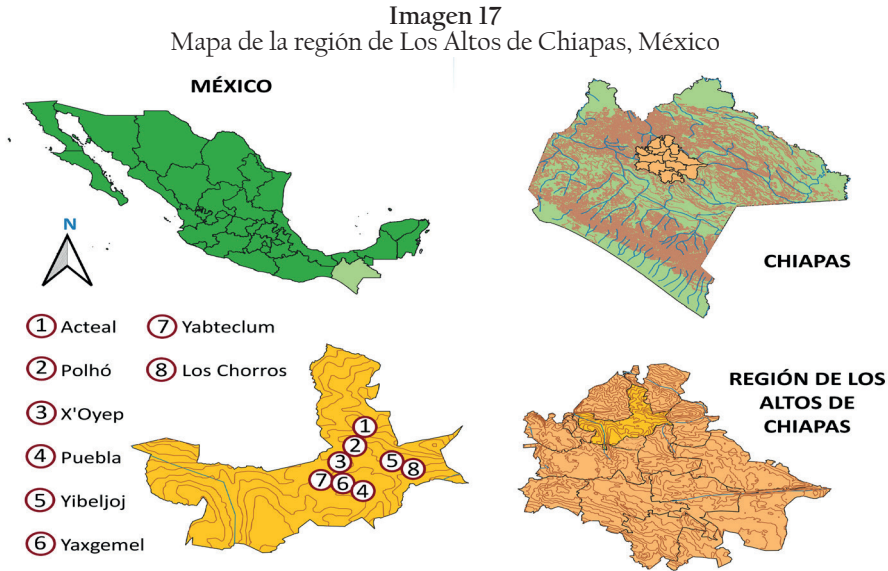 Imagen 17
Mapa de la región de Los Altos de Chiapas, México
MÉXICO
N
CHIAPAS
1 Acteal
2 Polhó
3 X'Oyep
4 Puebla
5 Yibeljoj
6 Yaxgemel
7 Yabteclum
8 Los Chorros
1
2
3
5
8
7
6
4
REGIÓN DE LOS
ALTOS DE
CHIAPAS